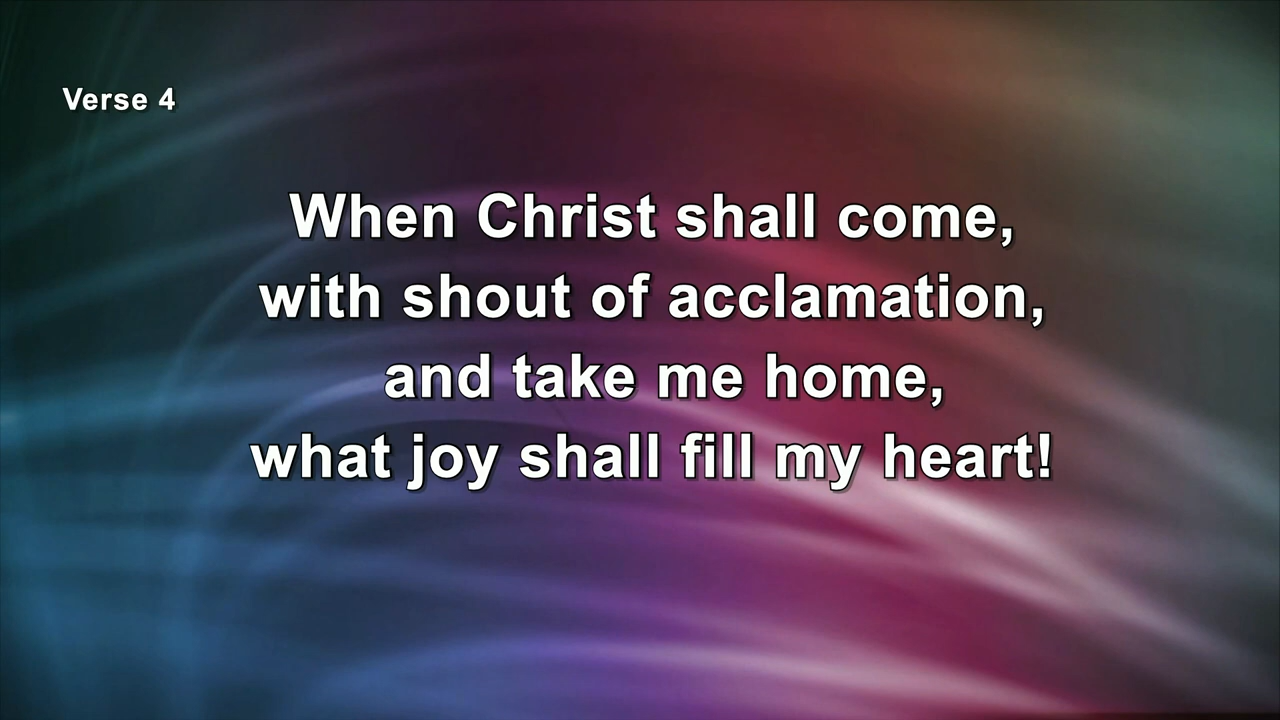 Verse 4
When Christ shall come,
with shout of acclamation,
and take me home,
what joy shall fill my heart!